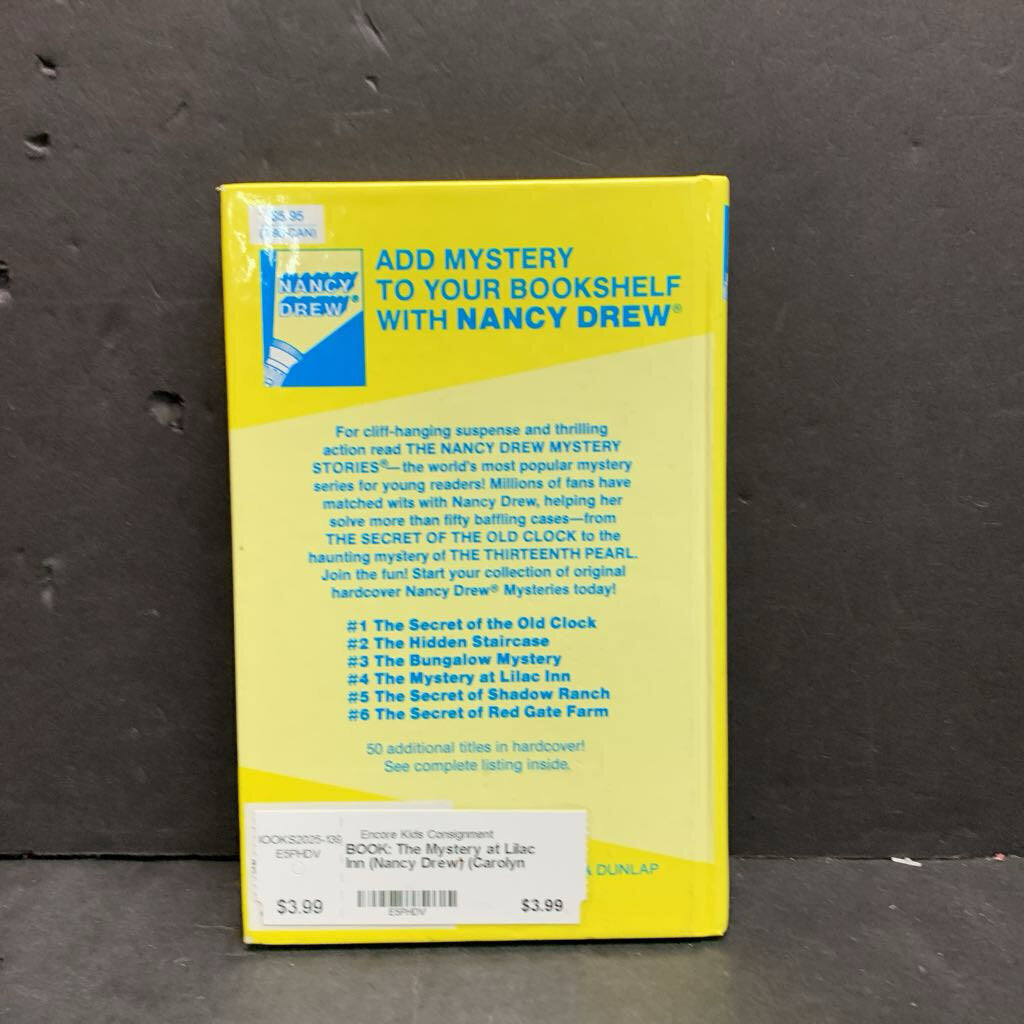 $5.95
NANCY
DREW®
ADD MYSTERY
TO YOUR BOOKSHELF
WITH NANCY DREW®
For cliff-hanging suspense and thrilling
action read THE NANCY DREW MYSTERY
STORIES®—the world's most popular mystery
series for young readers! Millions of fans have
matched wits with Nancy Drew, helping her
solve more than fifty baffling cases—from
THE SECRET OF THE OLD CLOCK to the
haunting mystery of THE THIRTEENTH PEARL.
Join the fun! Start your collection of original
hardcover Nancy Drew® Mysteries today!
#1 The Secret of the Old Clock
#2 The Hidden Staircase
#3 The Bungalow Mystery
#4 The Mystery at Lilac Inn
#5 The Secret of Shadow Ranch
#6 The Secret of Red Gate Farm
50 additional titles in hardcover!
See complete listing inside.
E5PHDV
$3.99
Encore Kids Consignment
BOOK: The Mystery at Lilac
Inn (Nancy Drew) (Carolyn
E5PHDV
$3.99
A DUNLAP